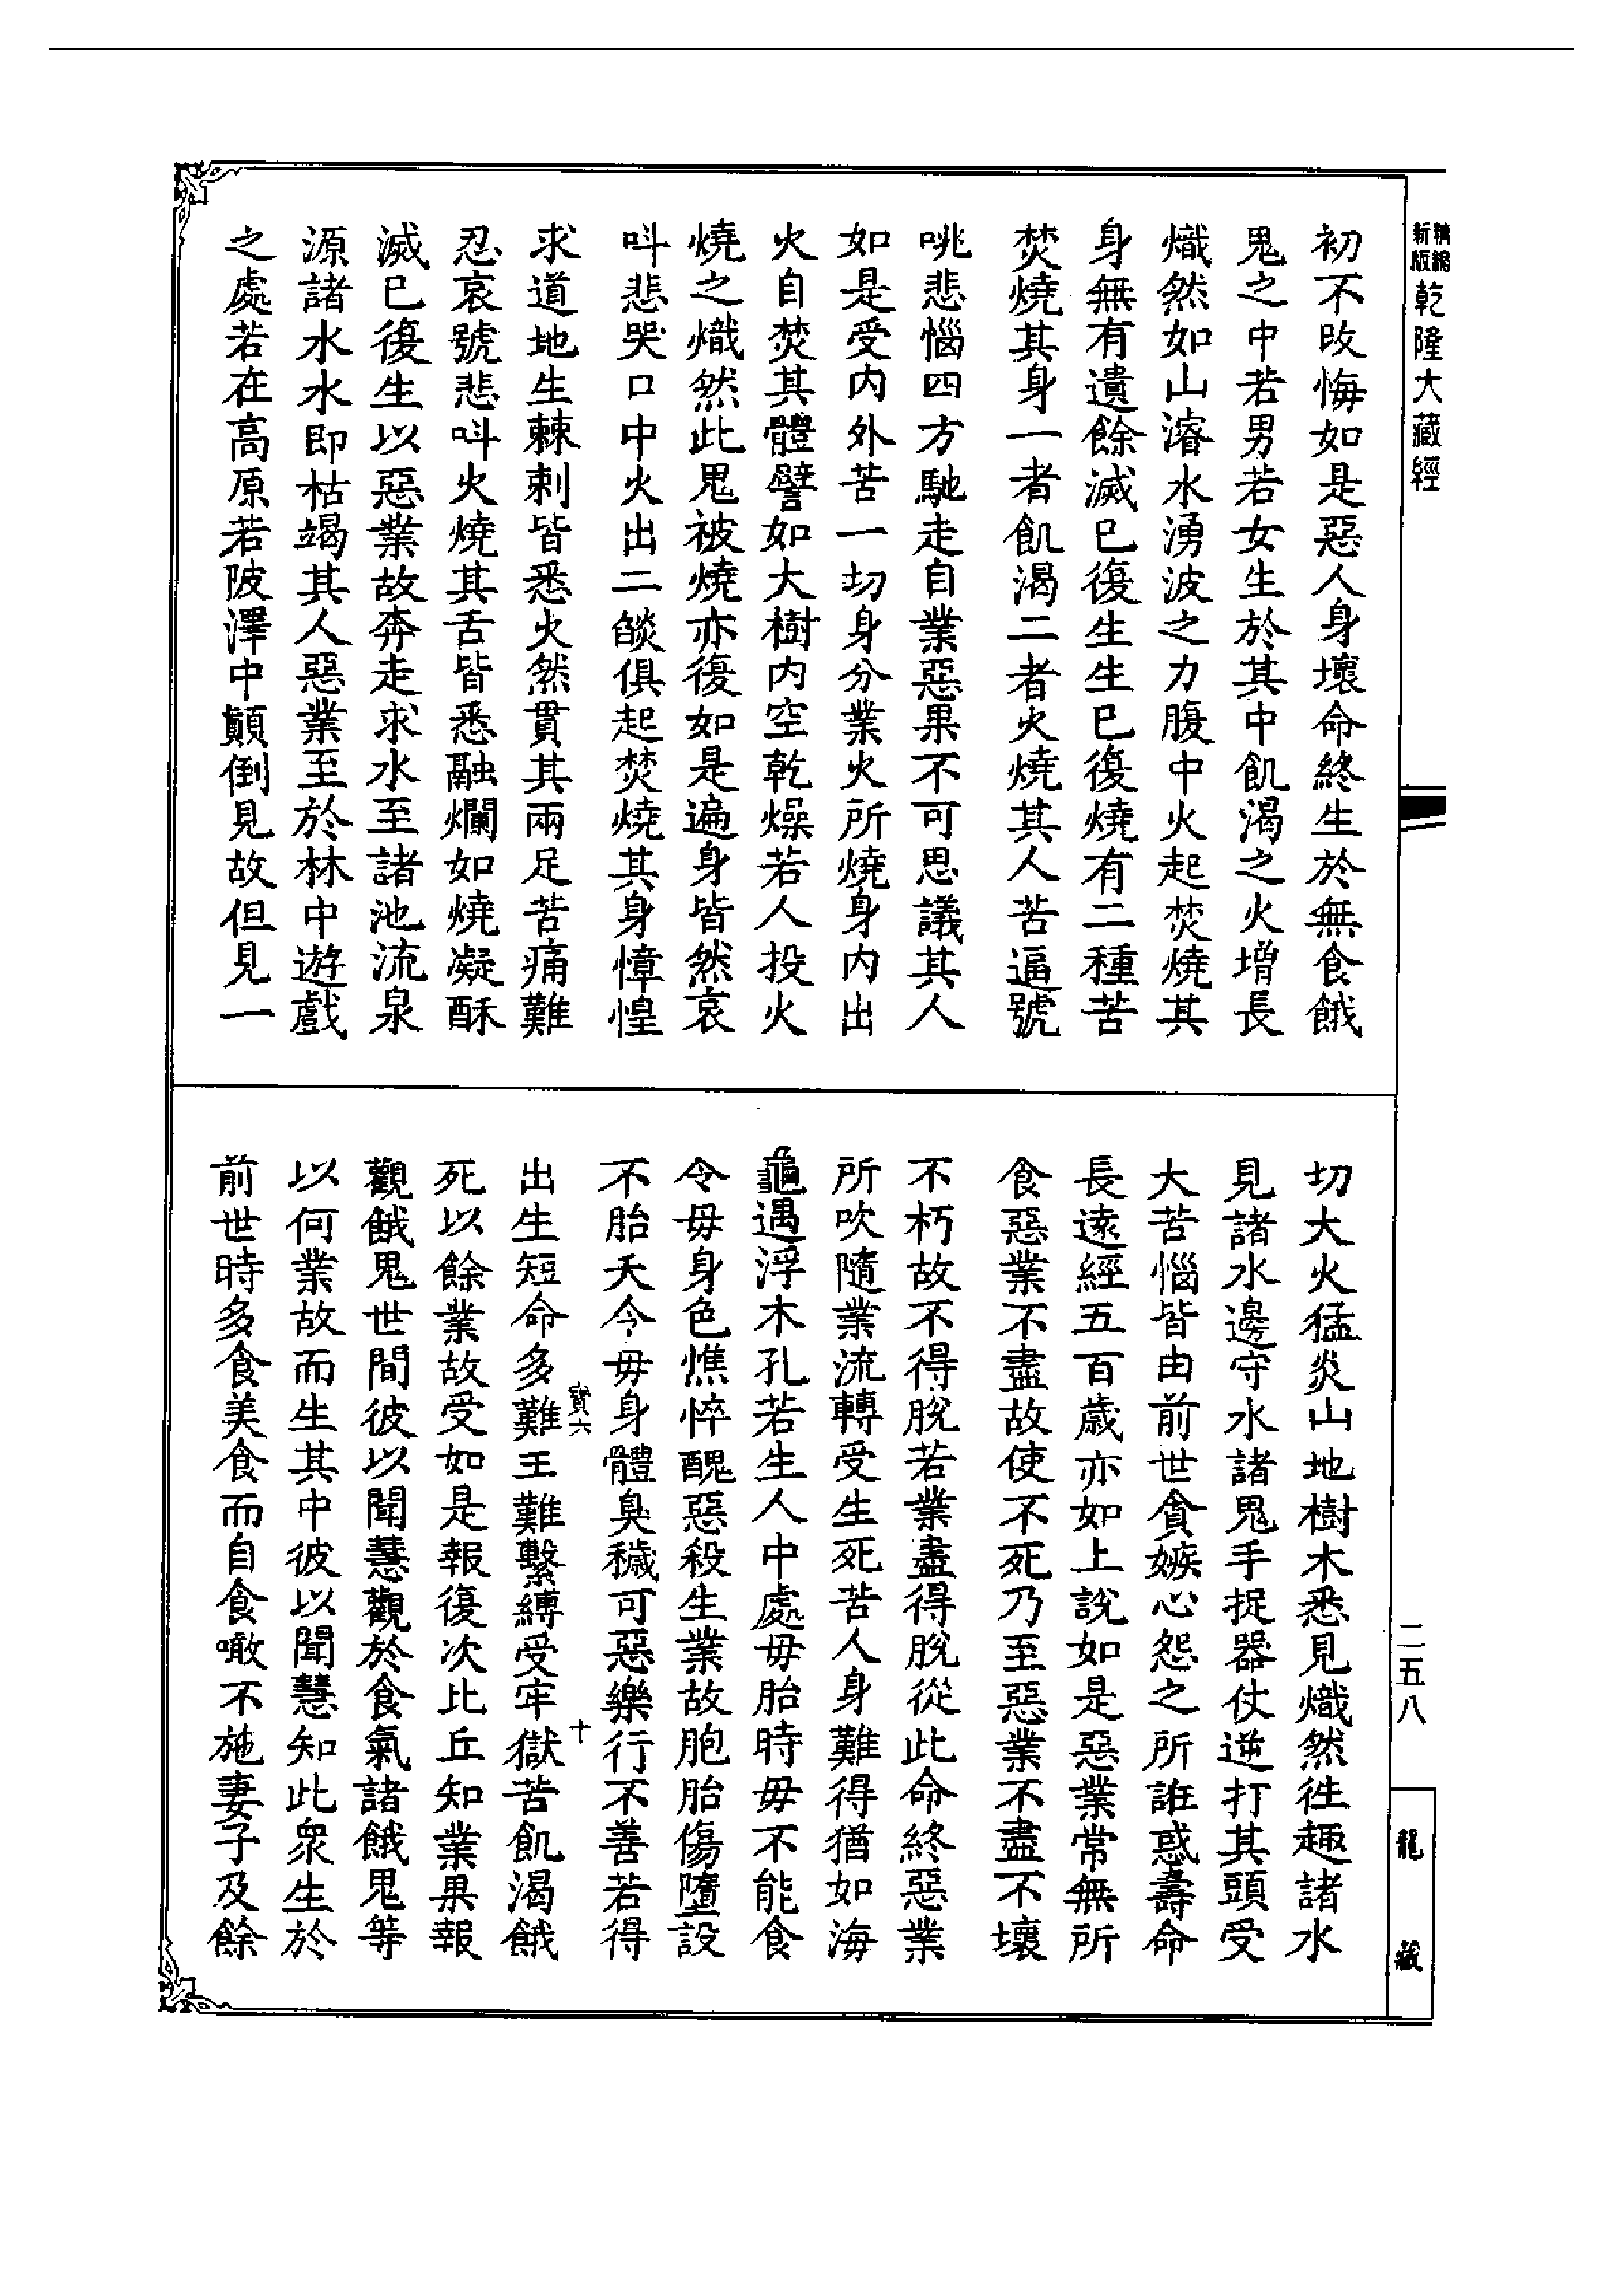 精縮
新版
乾隆大藏經
初不改悔如是惡人身壞命終生於無食餓
鬼之中若男若女生於其中飢渴之火增長
熾然如山濬水湧波之力腹中火起焚燒其
身無有遺餘滅已復生生已復燒有二種苦
焚燒其身一者飢渴二者火燒其人苦逼號
咷悲惱四方馳走自業惡果不可思議其人
如是受内外苦一切身分業火所燒身内出
火自焚其體譬如大樹内空乾燥若人投火
燒之熾然此鬼被燒亦復如是遍身皆然哀
呌悲哭口中火出二𦦨俱起焚燒其身慞惶
求道地生棘刺皆悉火然貫其兩足苦痛難
忍哀號悲呌火燒其舌皆悉融爛如燒凝酥
滅已復生以惡業故奔走求水至諸池流泉
源諸水水即枯竭其人惡業至於林中遊戲
之處若在高原若陂澤中顛倒見故但見一
切大火猛炎山地樹木悉見熾然往趣諸水
見諸水邊守水諸鬼手捉器仗逆打其頭受
大苦惱皆由前世貪嫉心怨之所誑惑壽命
長遠經五百歲亦如上說如是惡業常無所
食惡業不盡故使不死乃至惡業不盡不壞
不朽故不得脫若業盡得脫從此命終惡業
所吹隨業流轉受生死苦人身難得猶如海
龜遇浮木孔若生人中處毋胎時毋不能食
令毋身色憔悴醜惡殺生業故胞胎傷墮設
不胎夭令毋身體臭穢可惡樂行不善若得
寶六
十
出生短命多難王難繫縛受牢獄苦飢渴餓
死以餘業故受如是報復次比丘知業果報
觀餓鬼世間彼以聞慧觀於食氣諸餓鬼等
以何業故而生其中彼以聞慧知此眾生於
前世時多食美食而自食噉不施妻子及餘
二五八
龍藏